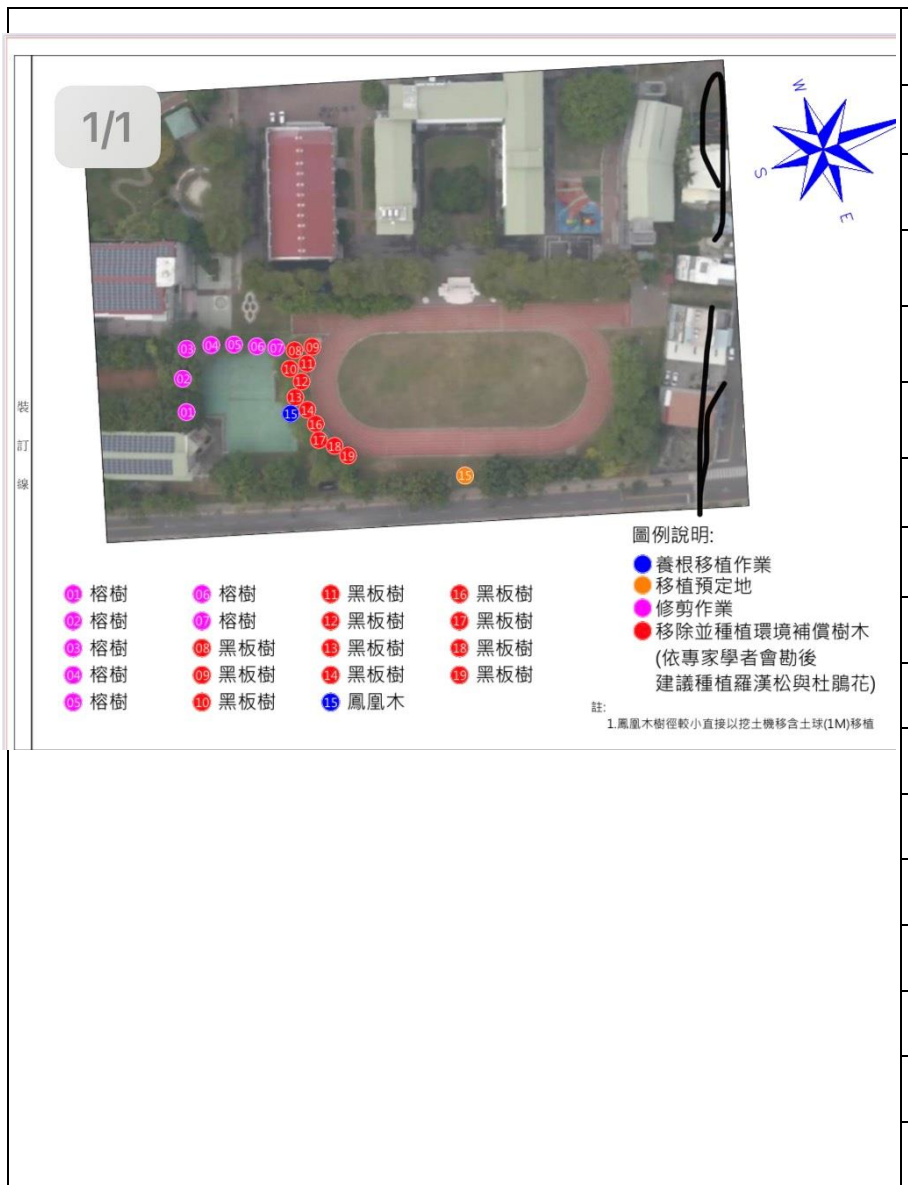 1/1
W
S
E
03 04 05 06 07 08 09
10 11
02 12
13
01 15 14
16
17 18 19
15
裝
訂
線
圖例說明:
養根移植作業
移植預定地
修剪作業
移除並種植環境補償樹木
(依專家學者會勘後
建議種植羅漢松與杜鵑花)
01 榕樹 06 榕樹 11 黑板樹 16 黑板樹
02 榕樹 07 榕樹 12 黑板樹 17 黑板樹
03 榕樹 08 黑板樹 13 黑板樹 18 黑板樹
04 榕樹 09 黑板樹 14 黑板樹 19 黑板樹
05 榕樹 10 黑板樹 15 鳳凰木
註:
1.鳳凰木樹徑較小直接以挖土機移含土球(1M)移植